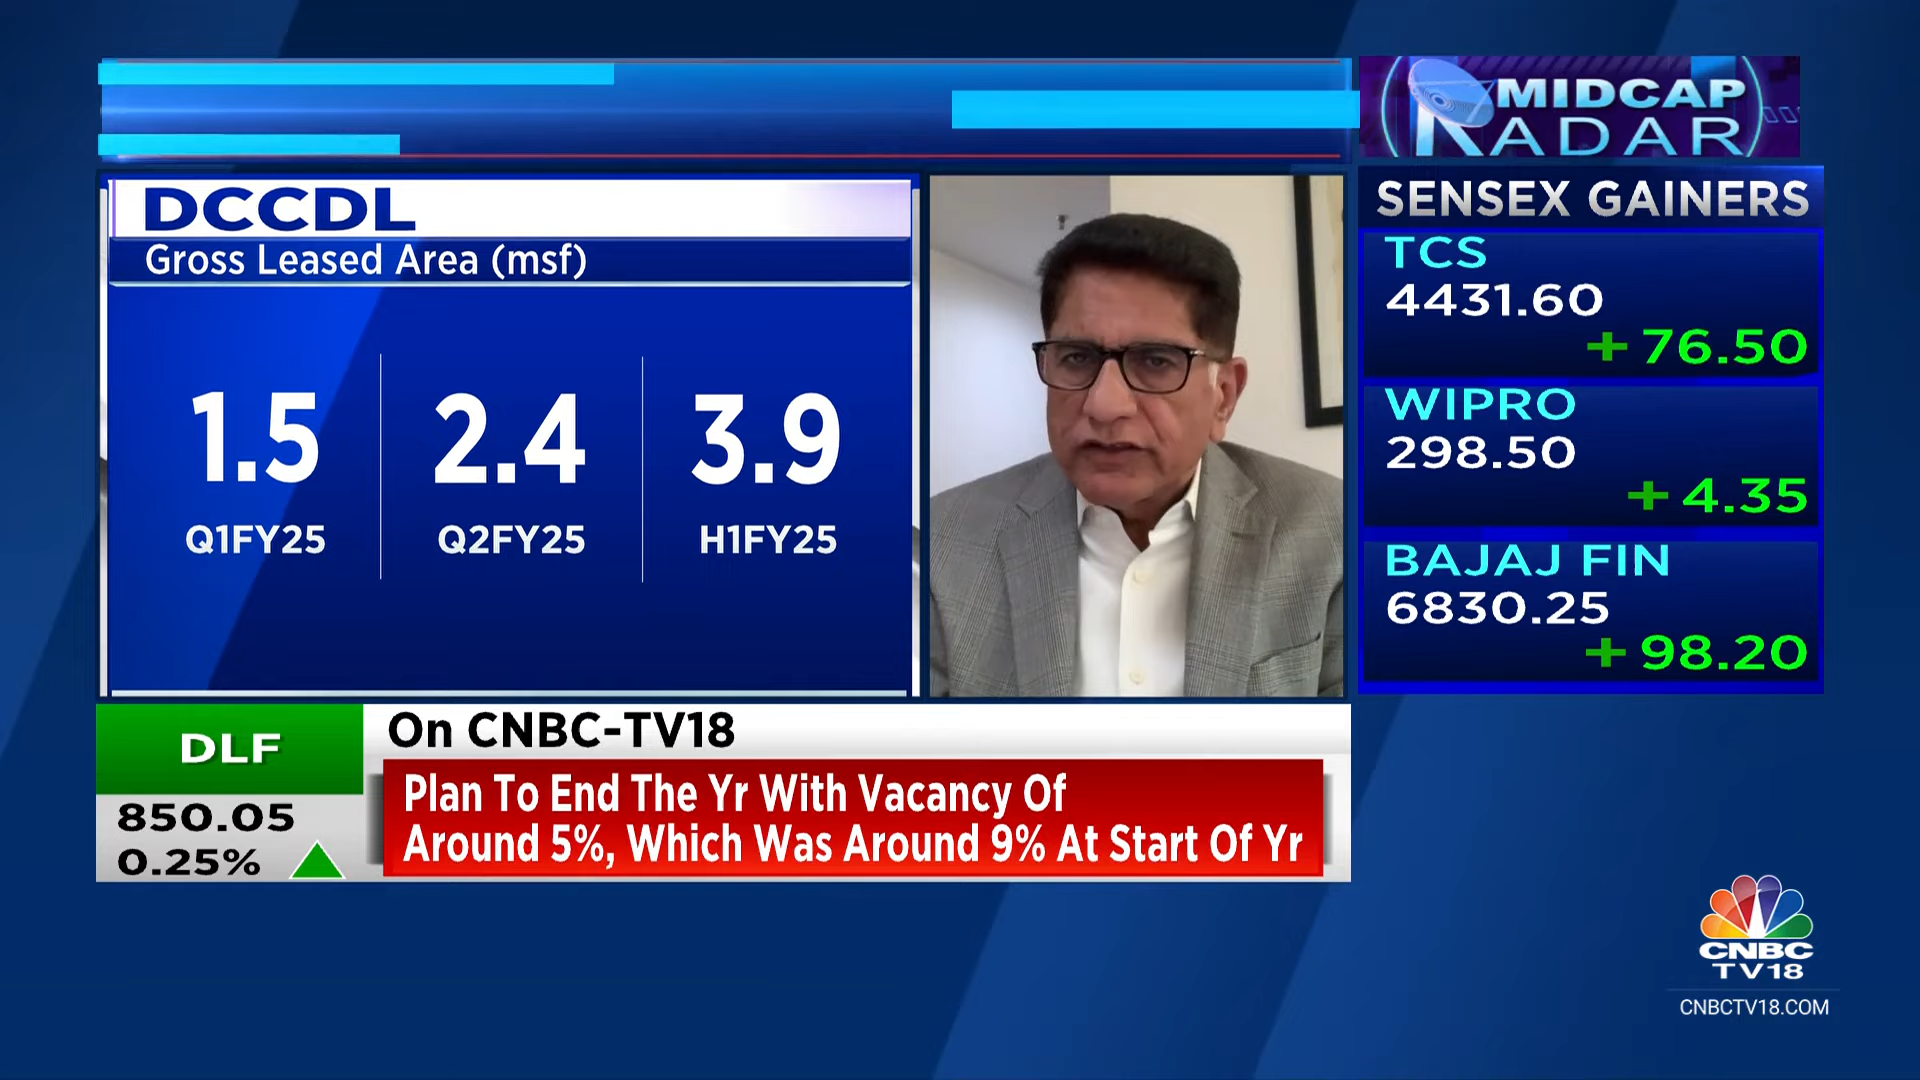 MIDCAP
RADAR
DCCDL
Gross Leased Area (msf)
1.5
Q1FY25
2.4
Q2FY25
3.9
H1FY25
SENSEX GAINERS
TCS
4431.60
+ 76.50
WIPRO
298.50
+ 4.35
BAJAJ FIN
6830.25
+ 98.20
DLF
850.05
0.25%
On CNBC-TV18
Plan To End The Yr With Vacancy Of
Around 5%, Which Was Around 9% At Start Of Yr
CNBC
TV18
CNBCTV18.COM